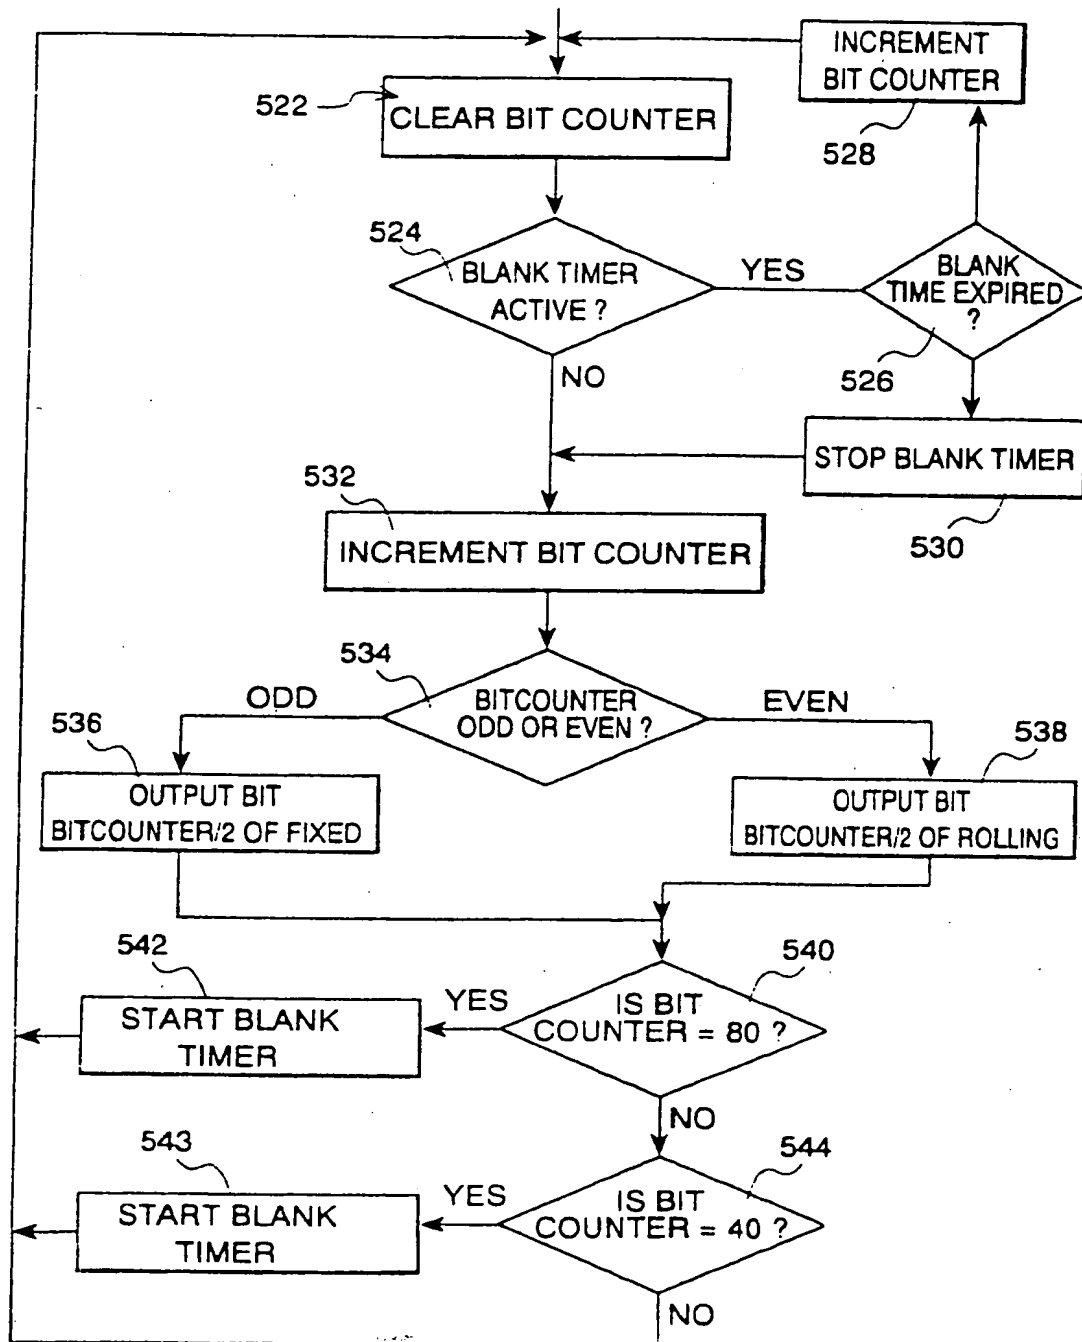 INCREMENT
BIT COUNTER
528
522
CLEAR BIT COUNTER
524
BLANK TIMER
ACTIVE ?
YES
BLANK
TIME EXPIRED
?
526
NO
STOP BLANK TIMER
530
532
INCREMENT BIT COUNTER
534
BITCOUNTER
ODD OR EVEN ?
ODD
EVEN
536
OUTPUT BIT
BITCOUNTER/2 OF FIXED
538
OUTPUT BIT
BITCOUNTER/2 OF ROLLING
540
IS BIT
COUNTER = 80 ?
YES
542
START BLANK
TIMER
NO
544
IS BIT
COUNTER = 40 ?
YES
543
START BLANK
TIMER
NO